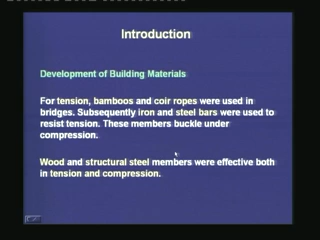 Introduction
Development of Building Materials
For tension, bamboos and coir ropes were used in
bridges. Subsequently iron and steel bars were used to
resist tension. These members buckle under
compression.
Wood and structural steel members were effective both
in tension and compression.